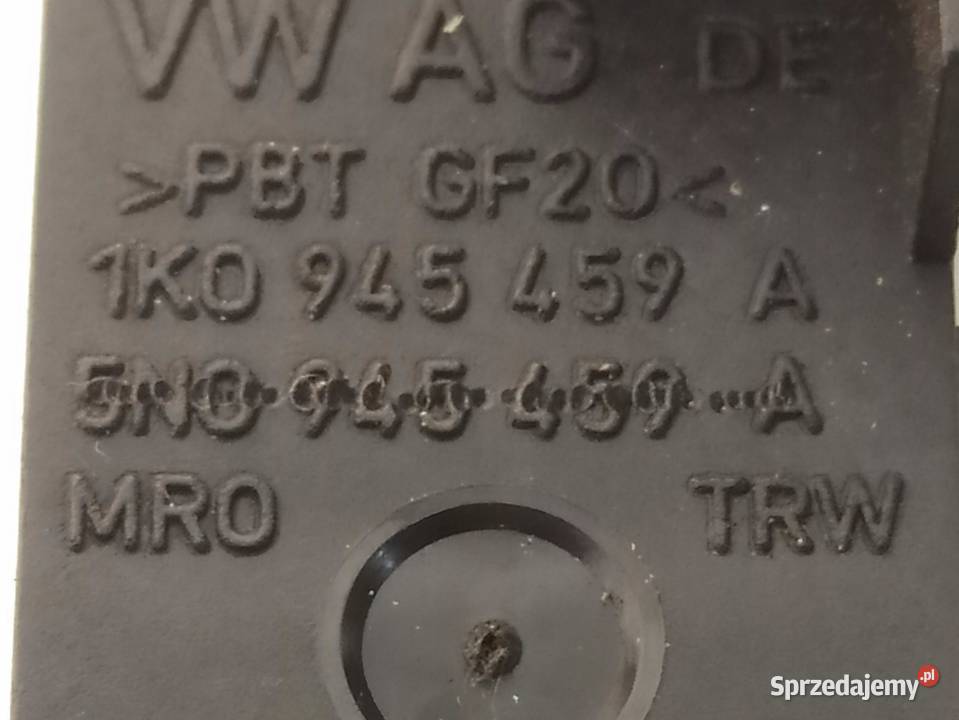 VW AG DE
>PBT GF20<
1K0 945 459 A
5N0 945 459 A
MRO TRW
Sprzedajemy.pl